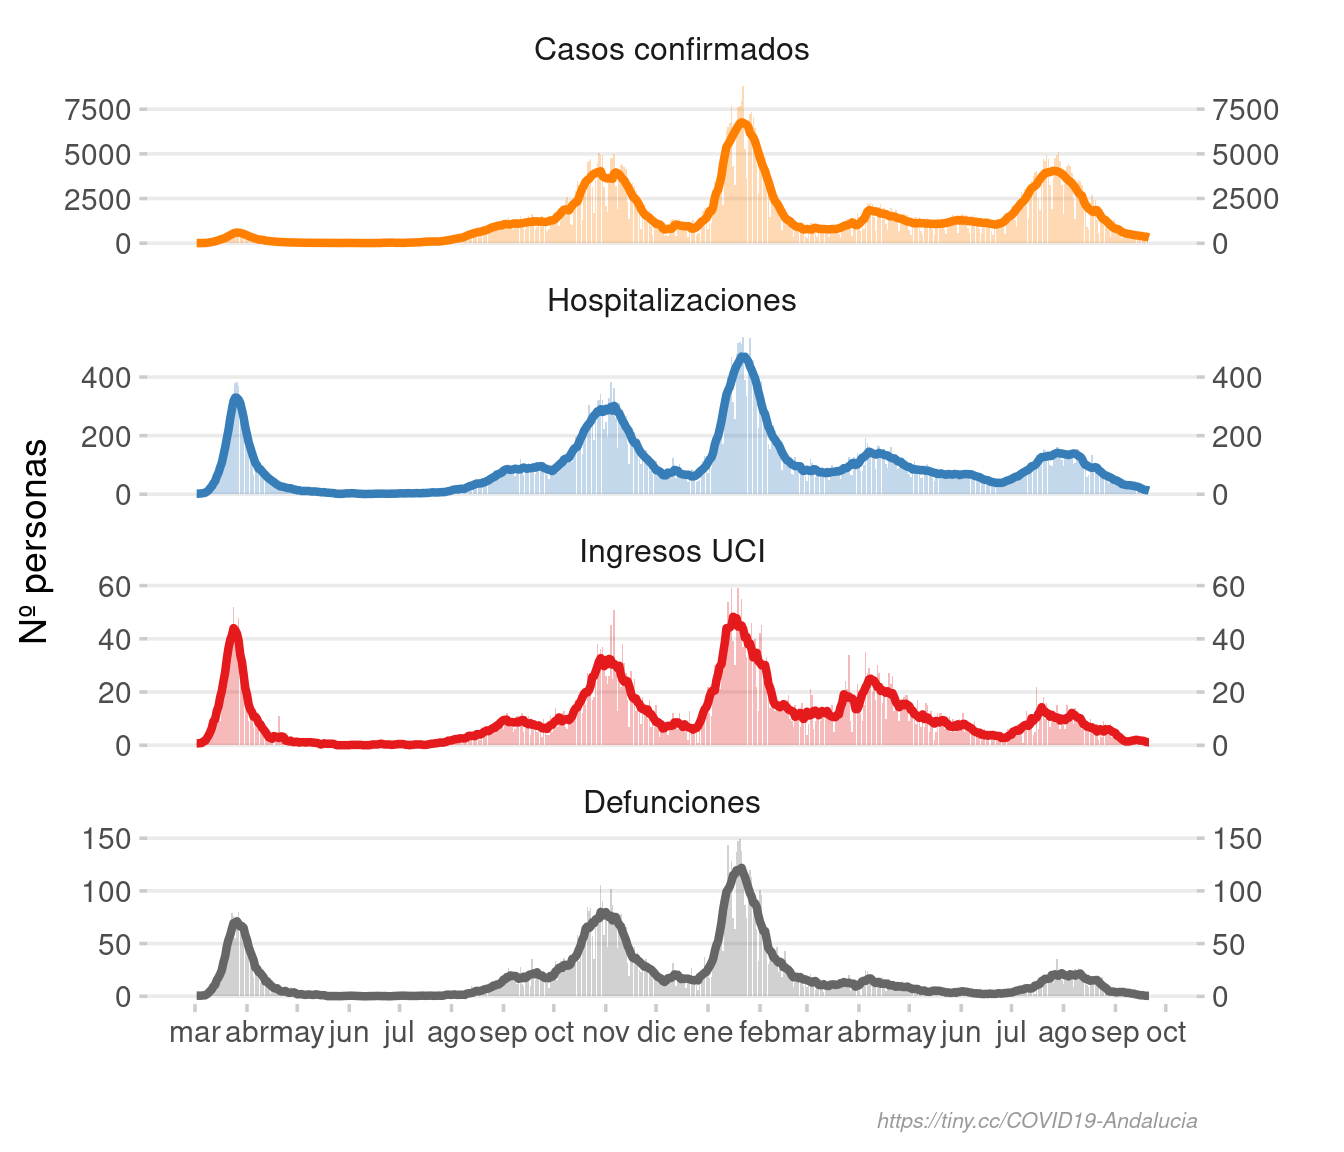 Casos confirmados
7500 7500
5000 5000
2500 2500
0 0
Hospitalizaciones
400 400
200 200
0 0
Nº personas
Ingresos UCI
60 60
40 40
20 20
0 0
Defunciones
150 150
100 100
50 50
0 0
mar abr may jun jul ago sep oct nov dic ene feb mar abr may jun jul ago sep oct
https://tiny.cc/COVID19-Andalucia